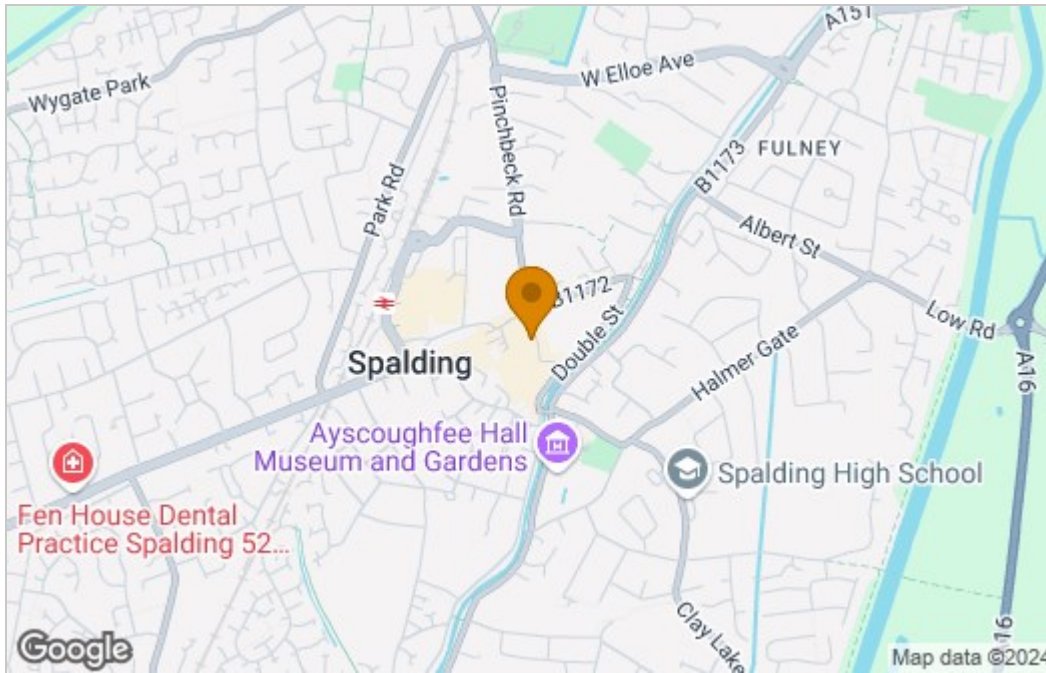 A151
W Elloe Ave
Wygate Park
Pinchbeck Rd
FULNEY
B1173
Park Rd
Albert St
B1172
Low Rd
Double St
Halmer Gate
A16
Spalding
Ayscoughfee Hall
Museum and Gardens
Spalding High School
Fen House Dental
Practice Spalding 52...
Clay Lake
A16
Google
Map data ©2024